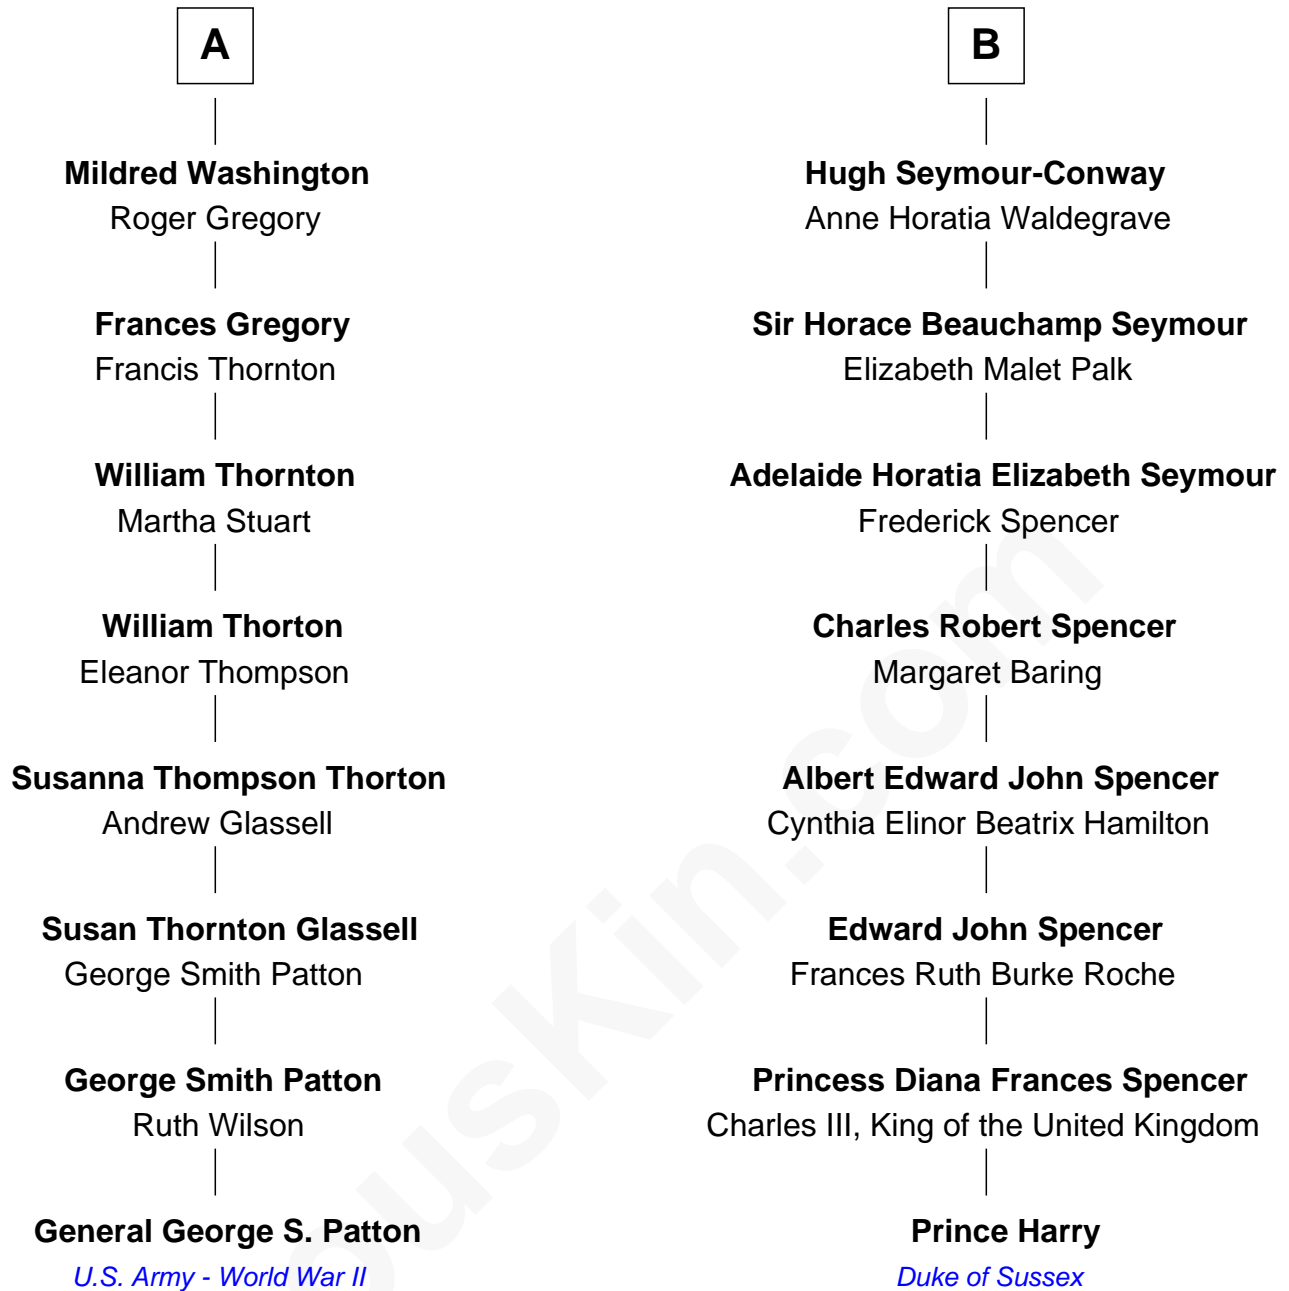 A
Mildred Washington
Roger Gregory
Frances Gregory
Francis Thornton
William Thornton
Martha Stuart
William Thorton
Eleanor Thompson
Susanna Thompson Thorton
Andrew Glassell
Susan Thornton Glassell
George Smith Patton
George Smith Patton
Ruth Wilson
General George S. Patton
U.S. Army - World War II
B
Hugh Seymour-Conway
Anne Horatia Waldegrave
Sir Horace Beauchamp Seymour
Elizabeth Malet Palk
Adelaide Horatia Elizabeth Seymour
Frederick Spencer
Charles Robert Spencer
Margaret Baring
Albert Edward John Spencer
Cynthia Elinor Beatrix Hamilton
Edward John Spencer
Frances Ruth Burke Roche
Princess Diana Frances Spencer
Charles III, King of the United Kingdom
Prince Harry
Duke of Sussex
ousKin.com